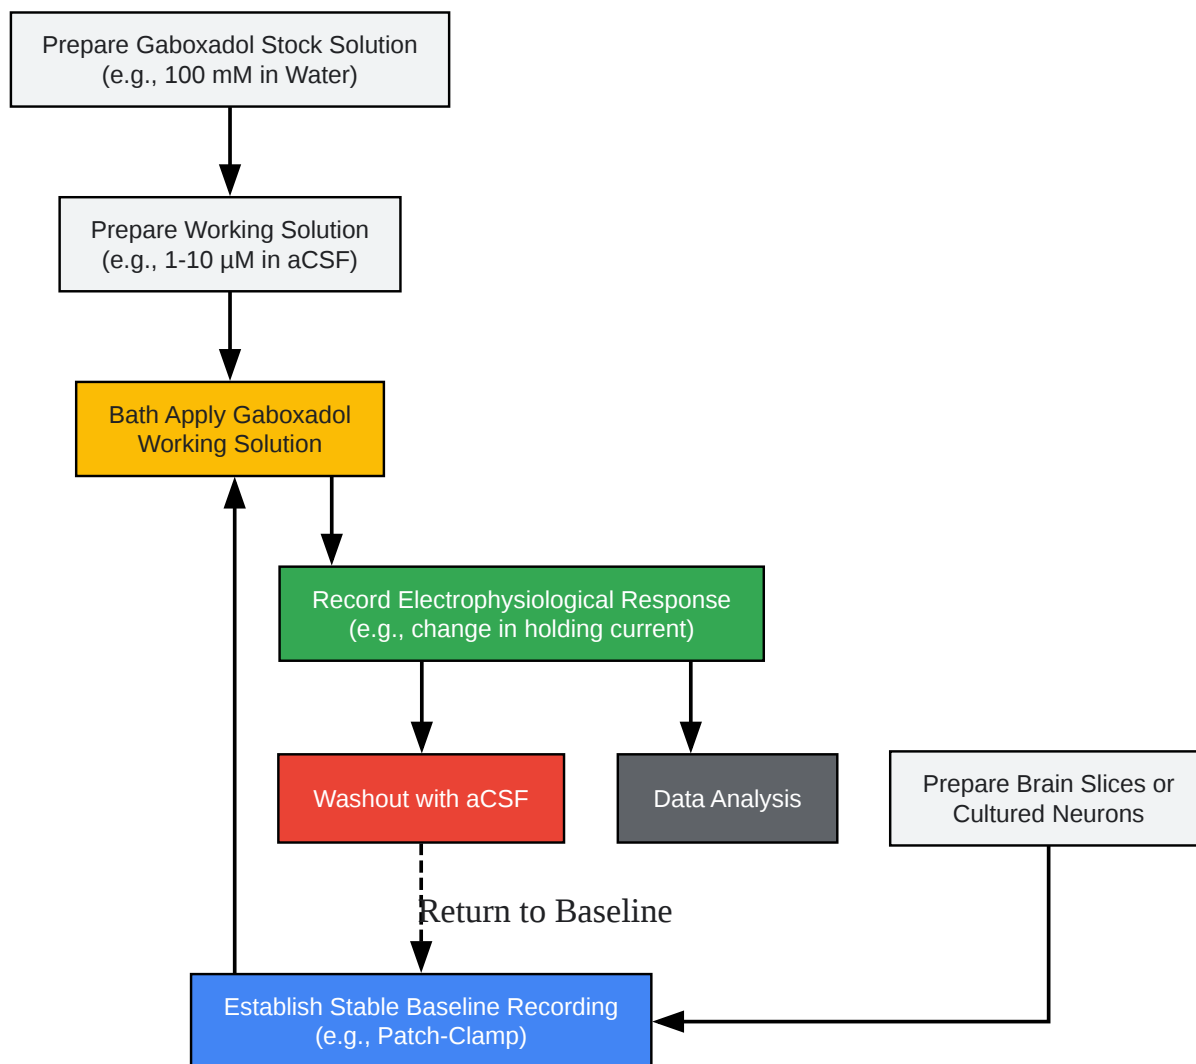 Prepare Gaboxadol Stock Solution
(e.g., 100 mM in Water)
Prepare Working Solution
(e.g., 1-10 µM in aCSF)
Bath Apply Gaboxadol
Working Solution
Record Electrophysiological Response
(e.g., change in holding current)
Washout with aCSF
Data Analysis
Prepare Brain Slices or
Cultured Neurons
Return to Baseline
Establish Stable Baseline Recording
(e.g., Patch-Clamp)